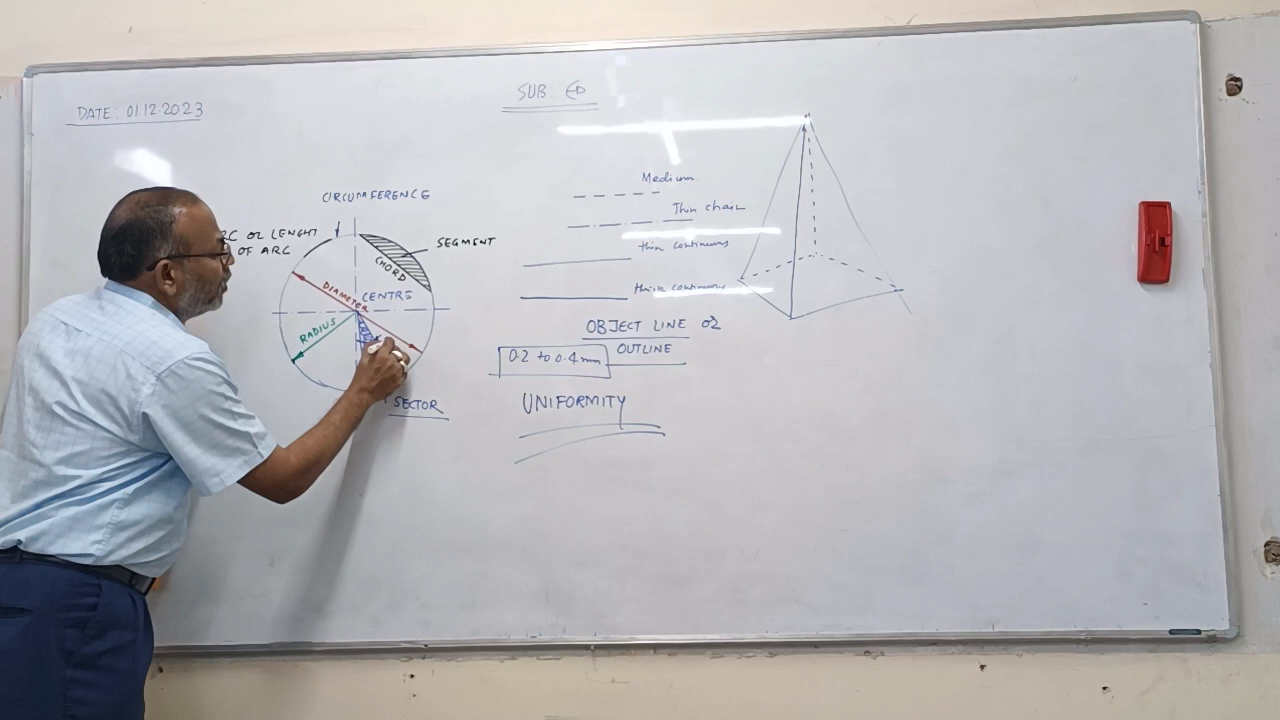 DATE: 01.12.2023
SUB: ED
CIRCUMFERENCE
RC OR LENGHT
OF ARC
SEGMENT
CHORD
DIAMETER
CENTRE
RADIUS
SECTOR
Medium
Thin chain
thin continuous
thick continuous
OBJECT LINE OR
OUTLINE
0.2 to 0.4 mm
UNIFORMITY